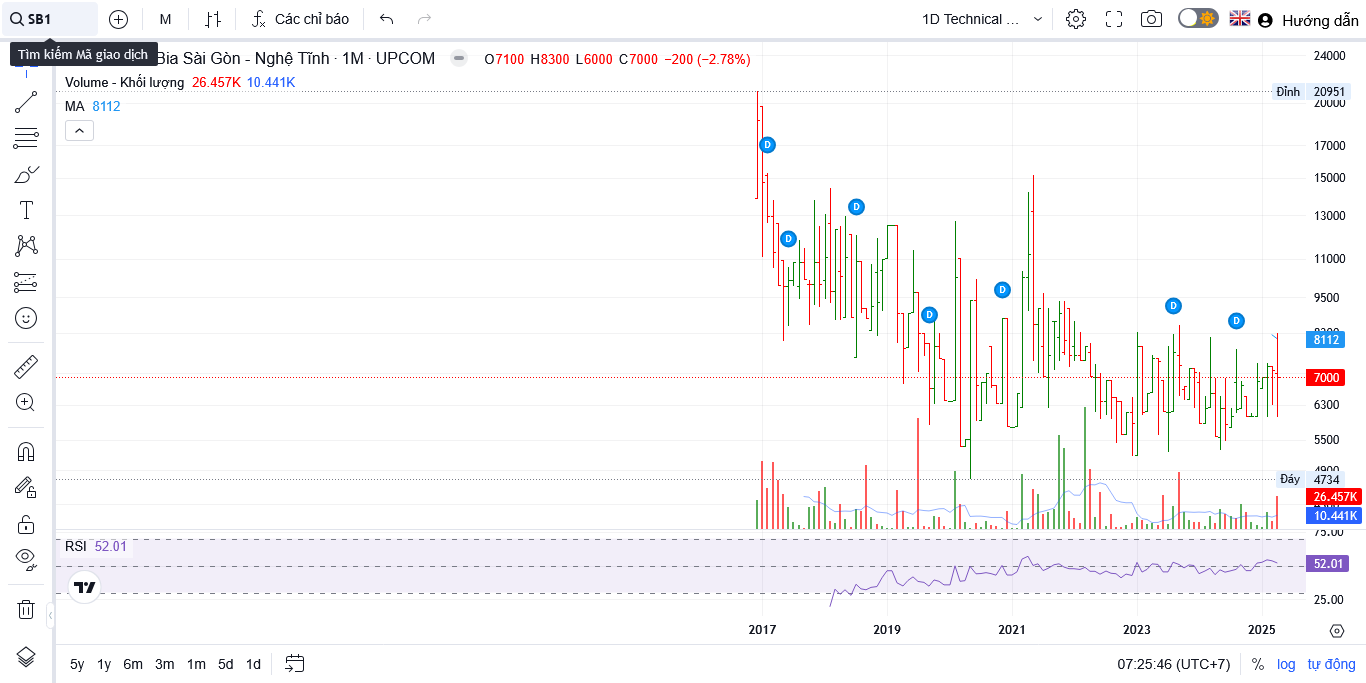 SB1
M
Các chỉ báo
1D Technical ...
Hướng dẫn
Tìm kiếm Mã giao dịch
Bia Sài Gòn - Nghệ Tĩnh · 1M · UPCOM
O7100 H8300 L6000 C7000 −200 (−2.78%)
Volume - Khối lượng 26.457K 10.441K
MA 8112
24000
Đỉnh 20951
20000
D
17000
15000
D
13000
D
11000
D
9500
D
D
D
8112
7000
6300
5500
4900
Đáy 4734
26.457K
10.441K
75.00
RSI 52.01
52.01
25.00
2017 2019 2021 2023 2025
5y 1y 6m 3m 1m 5d 1d
07:25:46 (UTC+7) % log tự động